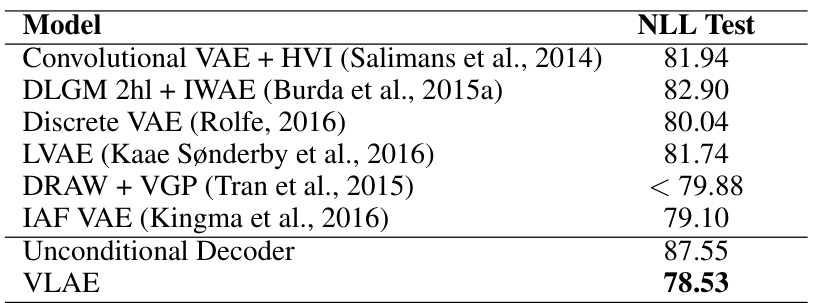 Model NLL Test
Convolutional VAE + HVI (Salimans et al., 2014) 81.94
DLGM 2hl + IWAE (Burda et al., 2015a) 82.90
Discrete VAE (Rolfe, 2016) 80.04
LVAE (Kaae Sønderby et al., 2016) 81.74
DRAW + VGP (Tran et al., 2015) < 79.88
IAF VAE (Kingma et al., 2016) 79.10
Unconditional Decoder 87.55
VLAE 78.53